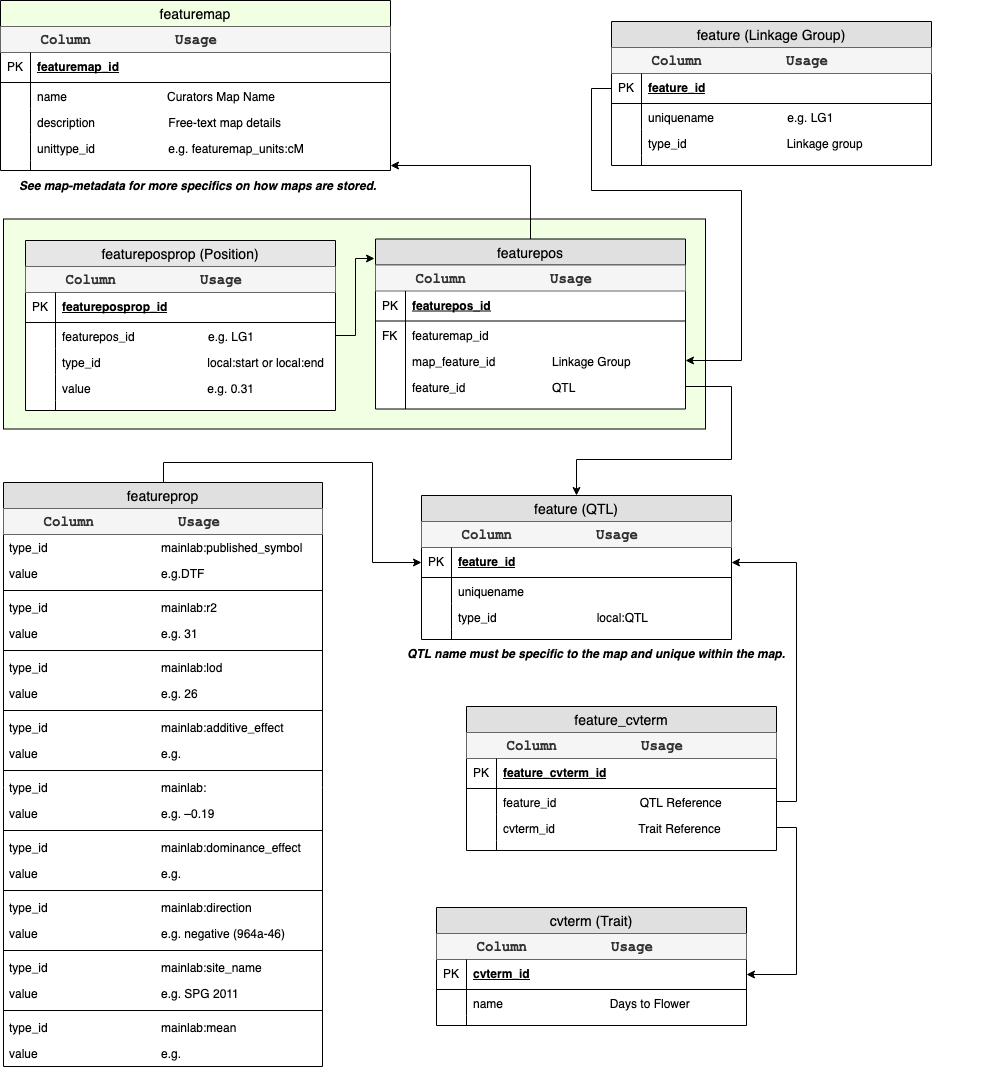 featuremap
Column Usage
PK featuremap_id
name Curators Map Name
description Free-text map details
unittype_id e.g. featuremap_units:cM
See map-metadata for more specifics on how maps are stored.
feature (Linkage Group)
Column Usage
PK feature_id
uniquename e.g. LG1
type_id Linkage group
featureposprop (Position)
Column Usage
PK featureposprop_id
featurepos_id e.g. LG1
type_id local:start or local:end
value e.g. 0.31
featurepos
Column Usage
PK featurepos_id
FK featuremap_id
map_feature_id Linkage Group
feature_id QTL
featureprop
Column Usage
type_id mainlab:published_symbol
value e.g.DTF
type_id mainlab:r2
value e.g. 31
type_id mainlab:lod
value e.g. 26
type_id mainlab:additive_effect
value e.g.
type_id mainlab:
value e.g. –0.19
type_id mainlab:dominance_effect
value e.g.
type_id mainlab:direction
value e.g. negative (964a-46)
type_id mainlab:site_name
value e.g. SPG 2011
type_id mainlab:mean
value e.g.
feature (QTL)
Column Usage
PK feature_id
uniquename
type_id local:QTL
QTL name must be specific to the map and unique within the map.
feature_cvterm
Column Usage
PK feature_cvterm_id
feature_id QTL Reference
cvterm_id Trait Reference
cvterm (Trait)
Column Usage
PK cvterm_id
name Days to Flower